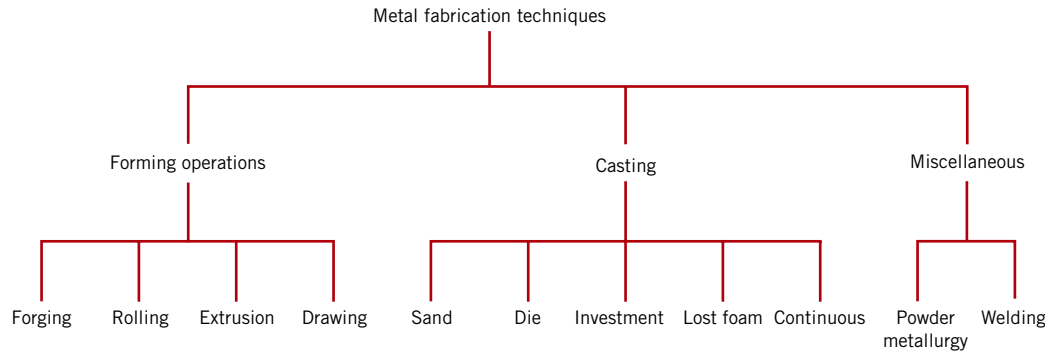 Metal fabrication techniques
Forming operations
Casting
Miscellaneous
Forging
Rolling
Extrusion
Drawing
Sand
Die
Investment
Lost foam
Continuous
Powder
metallurgy
Welding